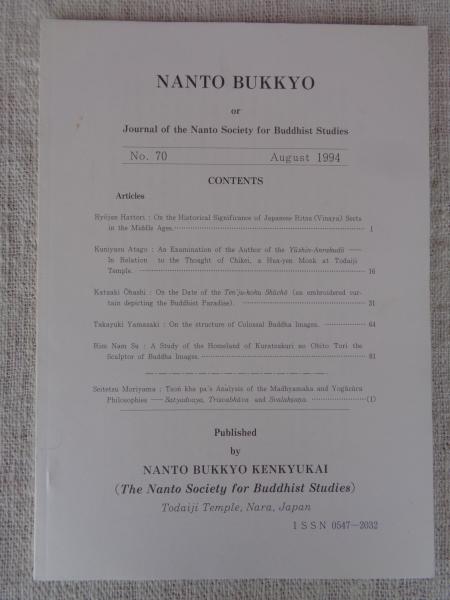 NANTO BUKKYO
or
Journal of the Nanto Society for Buddhist Studies
No. 70 August 1994
CONTENTS
Articles
Ryōjun Hattori : On the Historical Significance of Japanese Ritsu (Vinaya) Sects
in the Middle Ages. 1
Kuniyasu Atago : An Examination of the Author of the Yūshin-Anrakudō —
In Relation to the Thought of Chikei, a Hua-yen Monk at Todaiji
Temple. 16
Katsuki Ōhashi : On the Date of the Ten'ju-koku Shūchō (an embroidered cur-
tain depicting the Buddhist Paradise). 31
Takayuki Yamasaki : On the structure of Colossal Buddha Images. 64
Rim Nam Su : A Study of the Homeland of Kuratsukuri no Obito Tori the
Sculptor of Buddha Images. 81
Seitetsu Moriyama : Tsoṅ kha pa's Analysis of the Madhyamaka and Yogācāra
Philosophies — Satyadvaya, Trisvabhāva and Svalakṣaṇa. (1)
Published
by
NANTO BUKKYO KENKYUKAI
(The Nanto Society for Buddhist Studies)
Todaiji Temple, Nara, Japan
ISSN 0547-2032